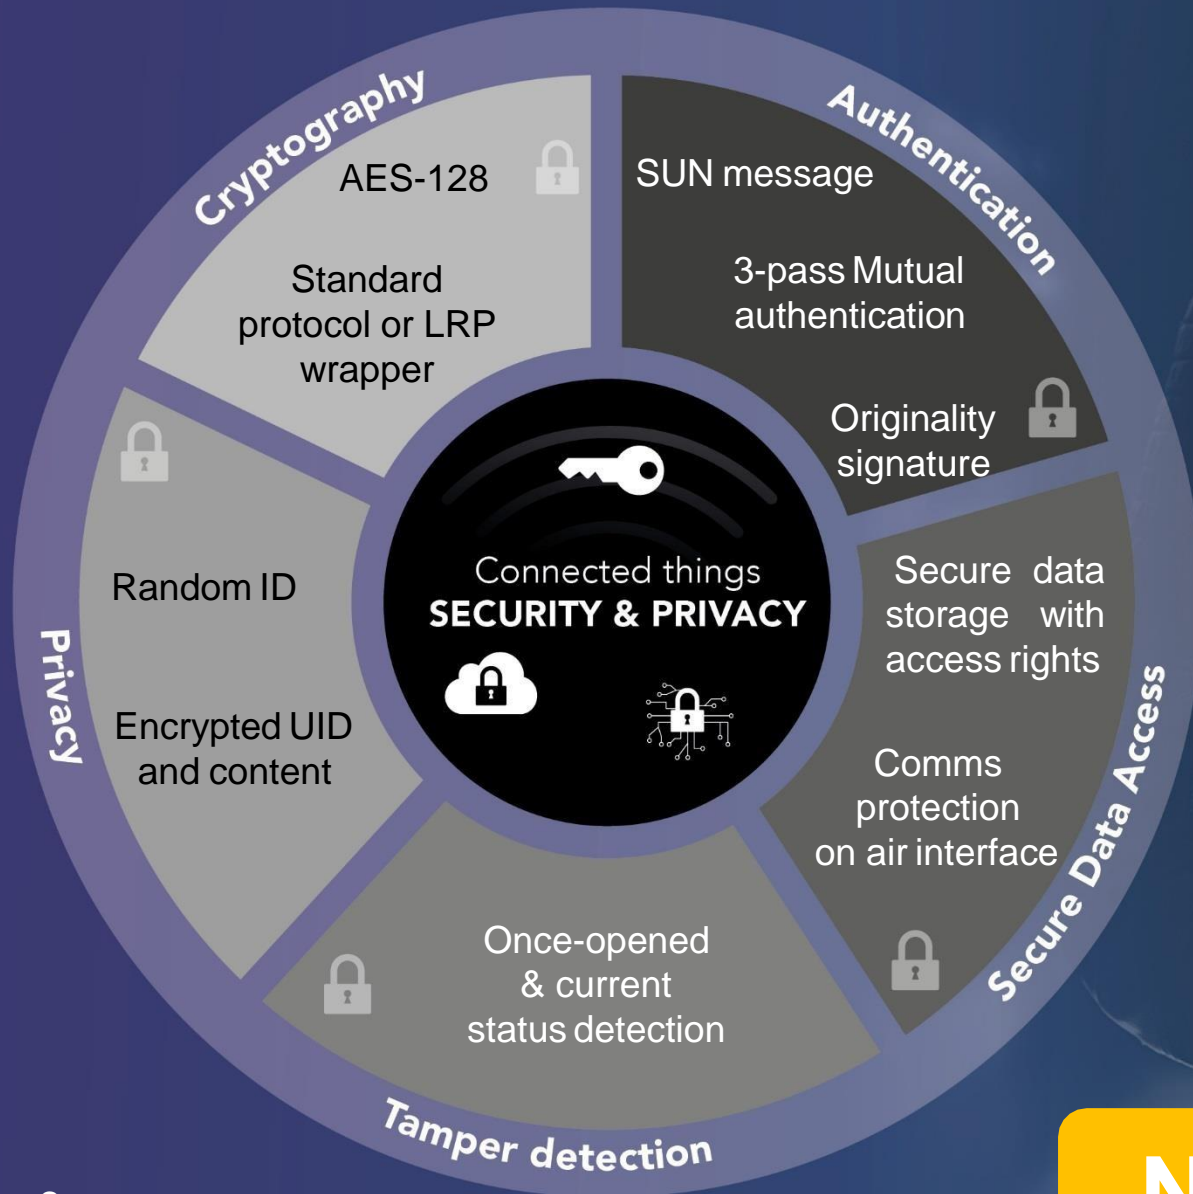 Cryptography
AES-128
Standard
protocol or LRP
wrapper
Authentication
SUN message
3-pass Mutual
authentication
Originality
signature
Connected things
SECURITY & PRIVACY
Privacy
Random ID
Encrypted UID
and content
Secure Data Access
Secure data
storage with
access rights
Comms
protection
on air interface
Tamper detection
Once-opened
& current
status detection